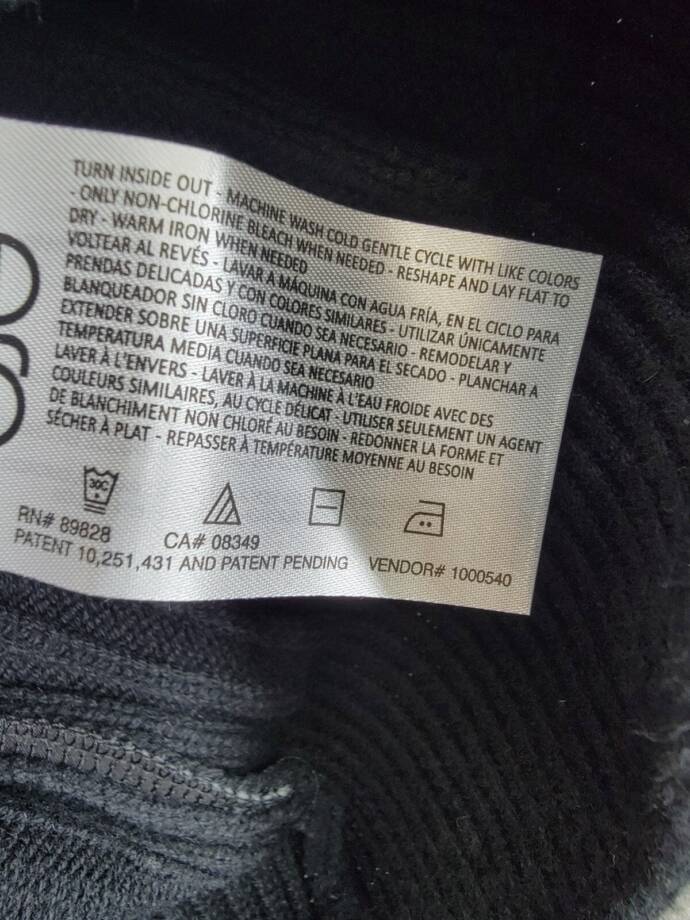 TURN INSIDE OUT - MACHINE WASH COLD GENTLE CYCLE WITH LIKE COLORS
- ONLY NON-CHLORINE BLEACH WHEN NEEDED - RESHAPE AND LAY FLAT TO
DRY - WARM IRON WHEN NEEDED
VOLTEAR AL REVÉS - LAVAR A MÁQUINA CON AGUA FRÍA, EN EL CICLO PARA
PRENDAS DELICADAS Y CON COLORES SIMILARES - UTILIZAR ÚNICAMENTE
BLANQUEADOR SIN CLORO CUANDO SEA NECESARIO - REMODELAR Y
EXTENDER SOBRE UNA SUPERFICIE PLANA PARA EL SECADO - PLANCHAR A
TEMPERATURA MEDIA CUANDO SEA NECESARIO
LAVER À L'ENVERS - LAVER À LA MACHINE À L'EAU FROIDE AVEC DES
COULEURS SIMILAIRES, AU CYCLE DÉLICAT - UTILISER SEULEMENT UN AGENT
DE BLANCHIMENT NON CHLORÉ AU BESOIN - REDONNER LA FORME ET
SÉCHER À PLAT - REPASSER À TEMPÉRATURE MOYENNE AU BESOIN
30C
RN# 89828 CA# 08349
PATENT 10,251,431 AND PATENT PENDING VENDOR# 1000540